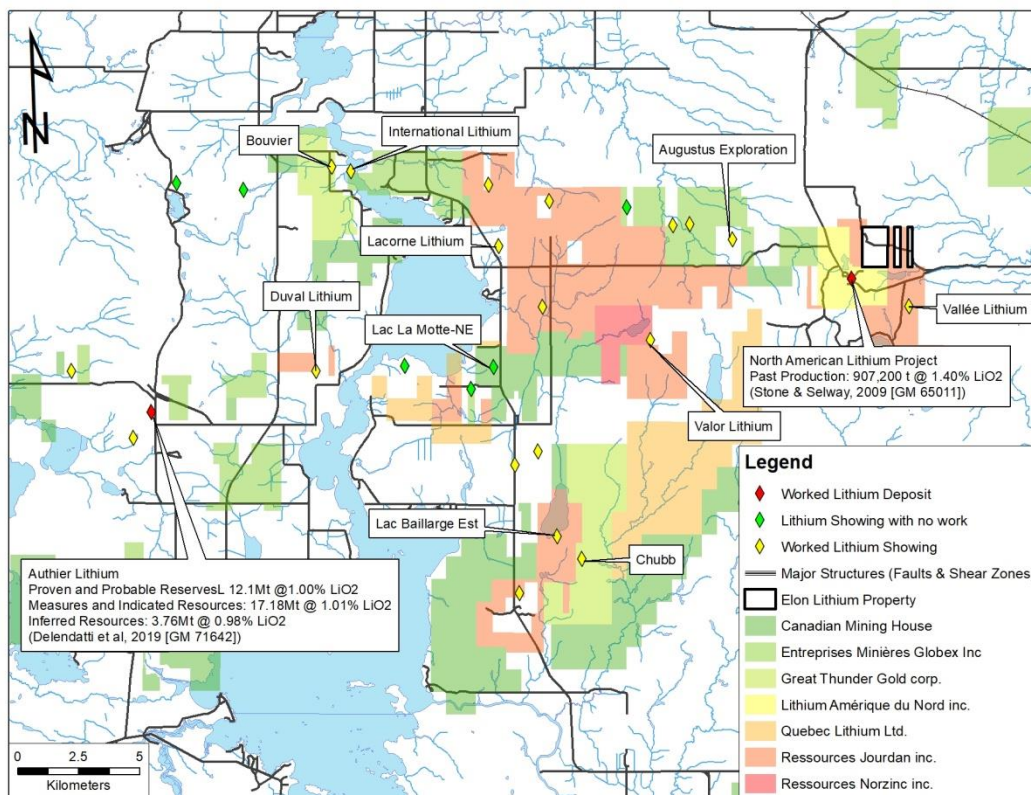 N
Bouvier
International Lithium
Augustus Exploration
Lacorne Lithium
Duval Lithium
Lac La Motte-NE
Vallée Lithium
North American Lithium Project
Past Production: 907,200 t @ 1.40% LiO2
(Stone & Selway, 2009 [GM 65011])
Valor Lithium
Lac Baillarge Est
Chubb
Authier Lithium
Proven and Probable ReservesL 12.1Mt @1.00% LiO2
Measures and Indicated Resources: 17.18Mt @ 1.01% LiO2
Inferred Resources: 3.76Mt @ 0.98% LiO2
(Delendatti et al, 2019 [GM 71642])
0 2.5 5
Kilometers
Legend
Worked Lithium Deposit
Lithium Showing with no work
Worked Lithium Showing
Major Structures (Faults & Shear Zones
Elon Lithium Property
Canadian Mining House
Entreprises Minières Globex Inc
Great Thunder Gold corp.
Lithium Amérique du Nord inc.
Quebec Lithium Ltd.
Ressources Jourdan inc.
Ressources Norzinc inc.